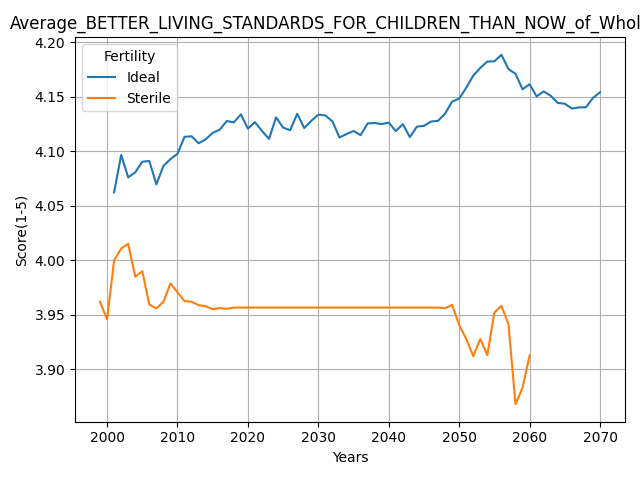 Average_BETTER_LIVING_STANDARDS_FOR_CHILDREN_THAN_NOW_of_Whol
Fertility
Ideal
Sterile
4.20
4.15
4.10
4.05
4.00
3.95
3.90
Score(1-5)
2000 2010 2020 2030 2040 2050 2060 2070
Years